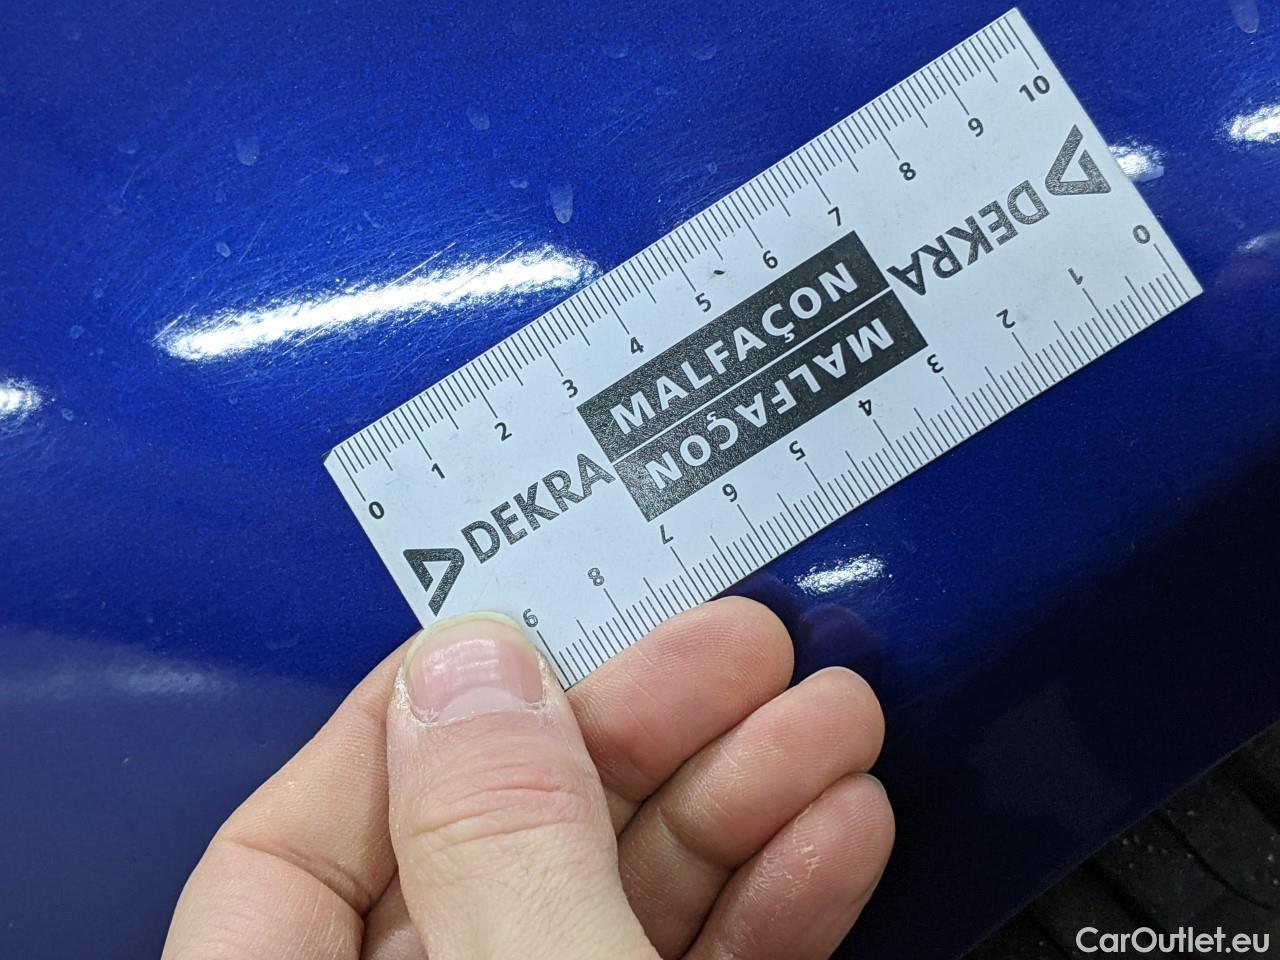 0 1 2 3 4 5 6 7 8 9 10
DEKRA
MALFAÇON
MALFAÇON
DEKRA
0 1 2 3 4 5 6 7 8 9
CarOutlet.eu